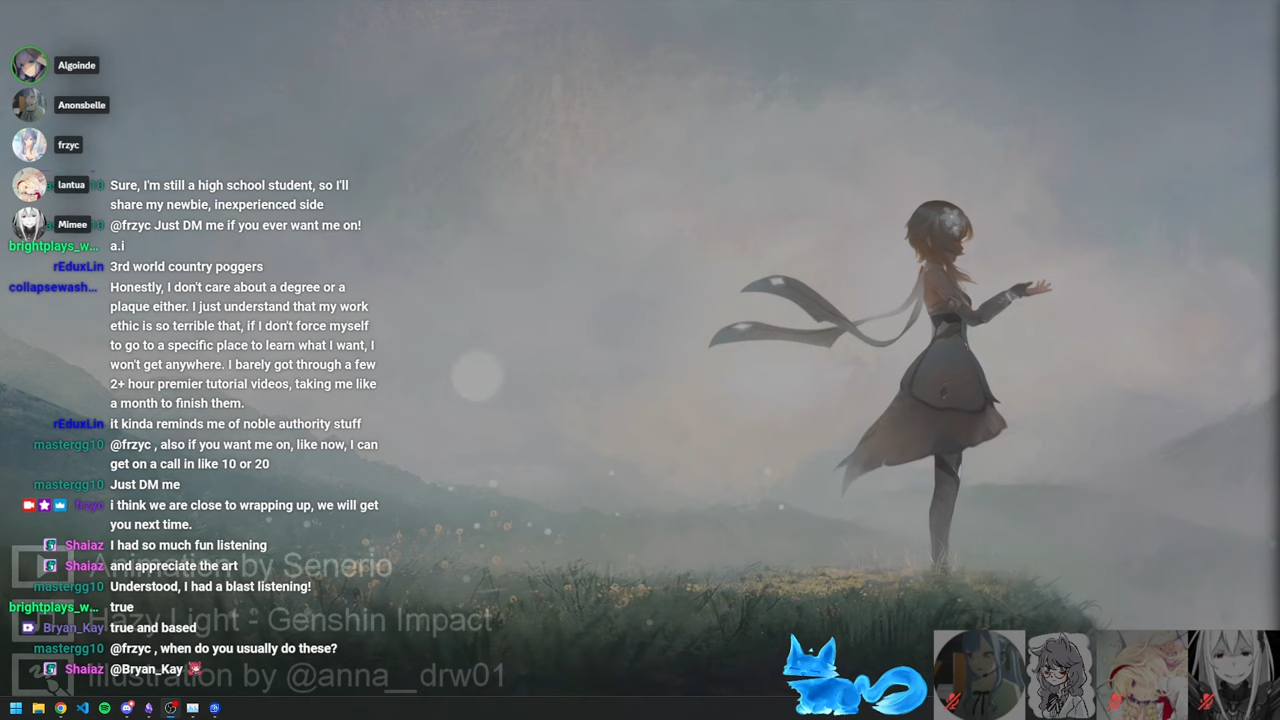 Algoinde
Anonsbelle
frzyc
lantua
10 Sure, I'm still a high school student, so I'll
share my newbie, inexperienced side
Mimee
10 @frzyc Just DM me if you ever want me on!
brightplays_w... a.i
rEduxLin 3rd world country poggers
collapsewash... Honestly, I don't care about a degree or a
plaque either. I just understand that my work
ethic is so terrible that, if I don't force myself
to go to a specific place to learn what I want, I
won't get anywhere. I barely got through a few
2+ hour premier tutorial videos, taking me like
a month to finish them.
rEduxLin it kinda reminds me of noble authority stuff
mastergg10 @frzyc , also if you want me on, like now, I can
get on a call in like 10 or 20
mastergg10 Just DM me
frzyc i think we are close to wrapping up, we will get
you next time.
Shaiaz I had so much fun listening
Shaiaz and appreciate the art
Animation by Senerio
mastergg10 Understood, I had a blast listening!
brightplays_w... true
Hazy Light - Genshin Impact
Bryan_Kay true and based
mastergg10 @frzyc , when do you usually do these?
Shaiaz @Bryan_Kay
Illustration by @anna__drw01